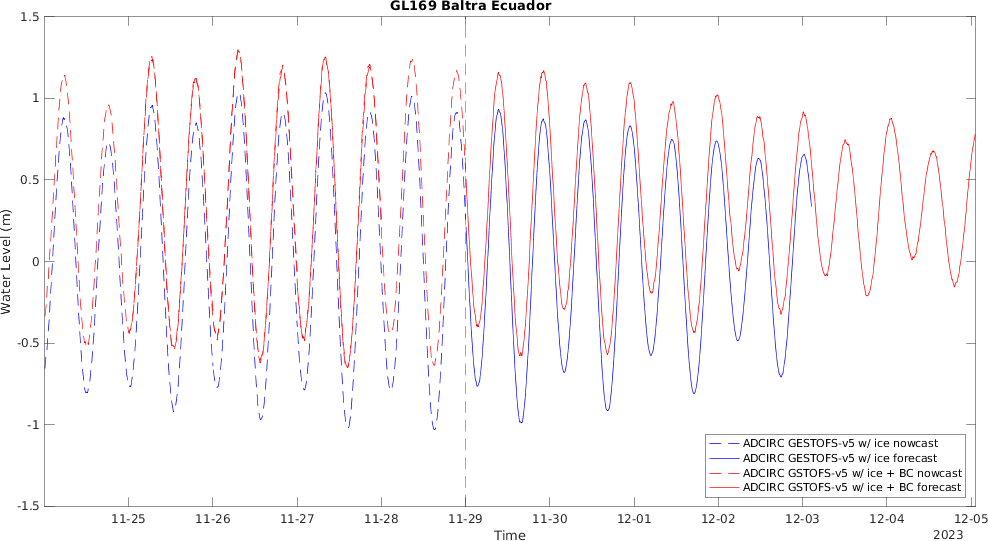 GL169 Baltra Ecuador
1.5
1
0.5
0
-0.5
-1
-1.5
Water Level (m)
ADCIRC GESTOFS-v5 w/ ice nowcast
ADCIRC GESTOFS-v5 w/ ice forecast
ADCIRC GSTOFS-v5 w/ ice + BC nowcast
ADCIRC GSTOFS-v5 w/ ice + BC forecast
11-25 11-26 11-27 11-28 11-29 11-30 12-01 12-02 12-03 12-04 12-05
Time
2023